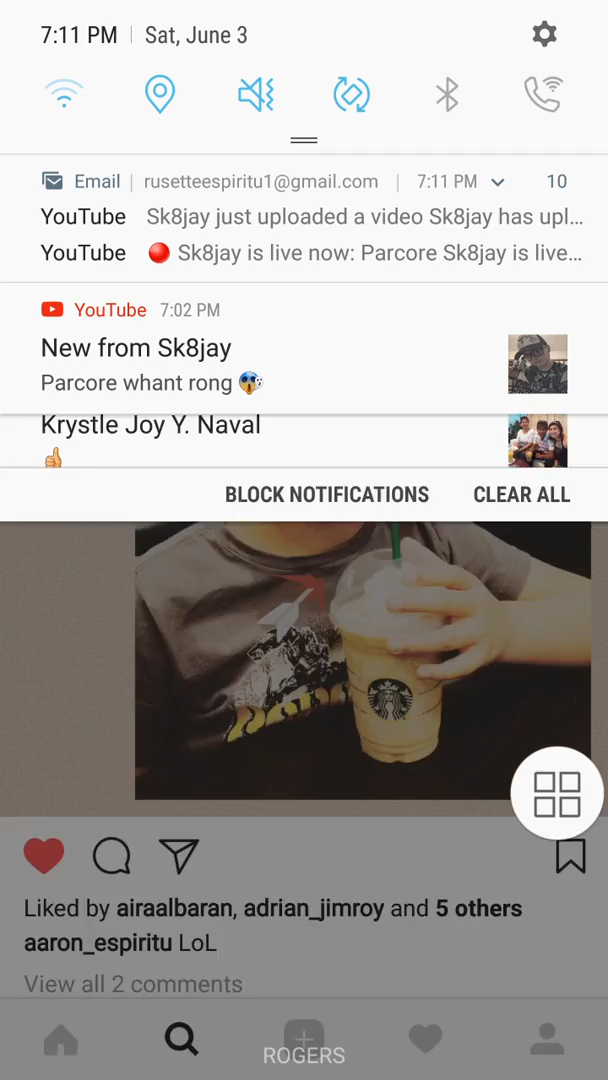 7:11 PM | Sat, June 3
Email | rusetteespiritu1@gmail.com | 7:11 PM 10
YouTube Sk8jay just uploaded a video Sk8jay has upl...
YouTube 🔴 Sk8jay is live now: Parcore Sk8jay is live...
YouTube 7:02 PM
New from Sk8jay
Parcore whant rong 😱
Krystle Joy Y. Naval
👍
BLOCK NOTIFICATIONS CLEAR ALL
Liked by airaalbaran, adrian_jimroy and 5 others
aaron_espiritu LoL
View all 2 comments
ROGERS